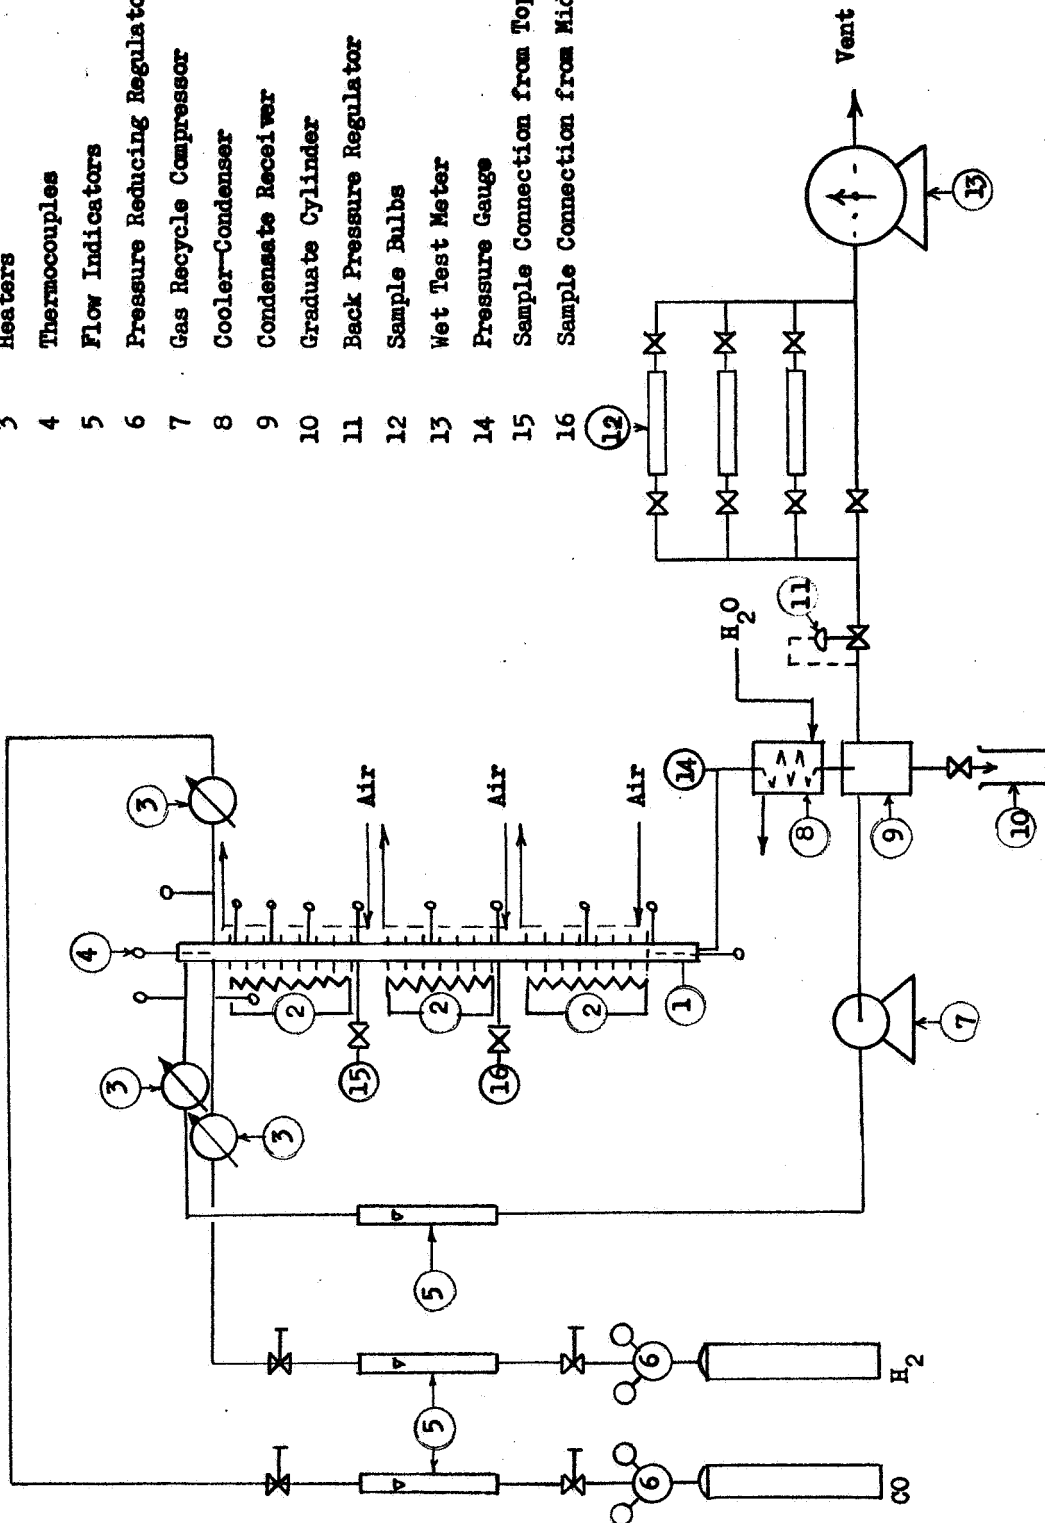 3 Heaters
4 Thermocouples
5 Flow Indicators
6 Pressure Reducing
7 Gas Recycle Compressor
8 Cooler-Condenser
9 Condensate Receiver
10 Graduate Cylinder
11 Back Pressure Regulator
12 Sample Bulbs
13 Wet Test Meter
14 Pressure Gauge
15 Sample Connection from Top
16 Sample Connection from
Vent
13
12
11
H2O
14
Air
Air
Air
3
4
2
2
2
1
8
9
10
15
16
3
3
7
5
5
6
6
H2
CO